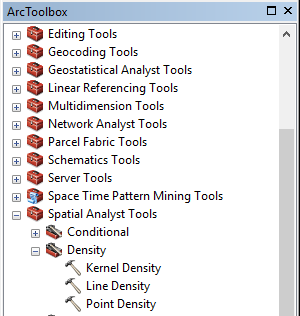 ArcToolbox
Editing Tools
Geocoding Tools
Geostatistical Analyst Tools
Linear Referencing Tools
Multidimension Tools
Network Analyst Tools
Parcel Fabric Tools
Schematics Tools
Server Tools
Space Time Pattern Mining Tools
Spatial Analyst Tools
Conditional
Density
Kernel Density
Line Density
Point Density